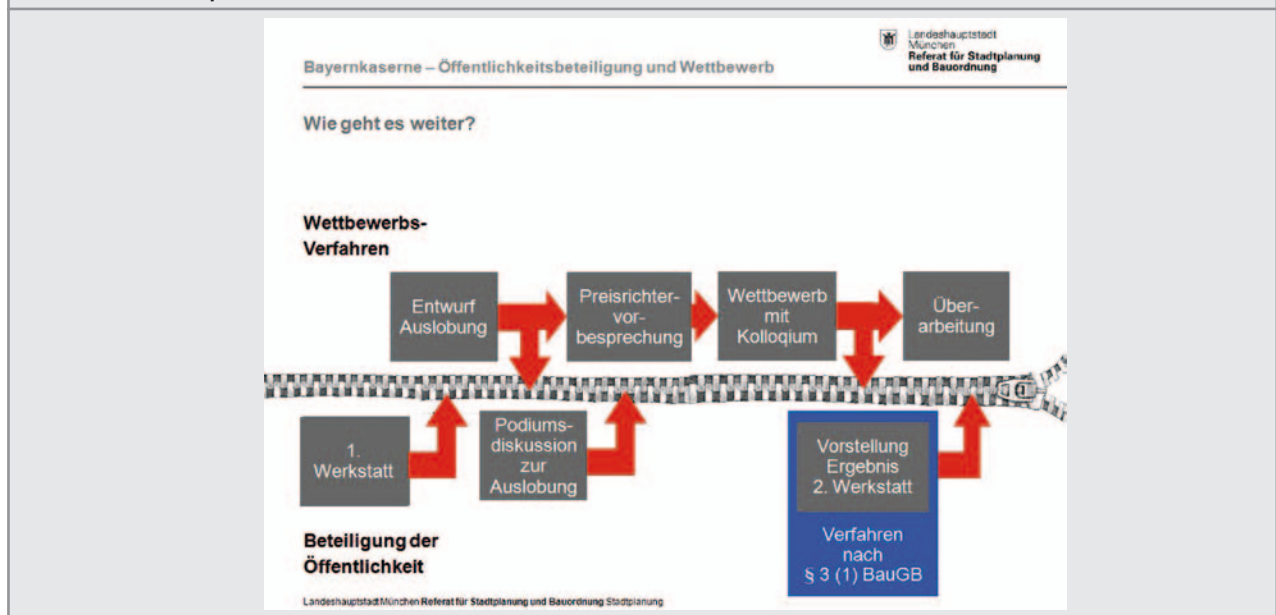 Landeshauptstadt
München
Referat für Stadtplanung
und Bauordnung
Bayernkaserne – Öffentlichkeitsbeteiligung und Wettbewerb
Wie geht es weiter?
Wettbewerbs-
Verfahren
Entwurf
Auslobung
Preisrichter-
vor-
besprechung
Wettbewerb
mit
Kolloqium
Über-
arbeitung
1.
Werkstatt
Podiums-
diskussion
zur
Auslobung
Vorstellung
Ergebnis
2. Werkstatt
Verfahren
nach
§ 3 (1) BauGB
Beteiligung der
Öffentlichkeit
Landeshauptstadt München Referat für Stadtplanung und Bauordnung Stadtplanung